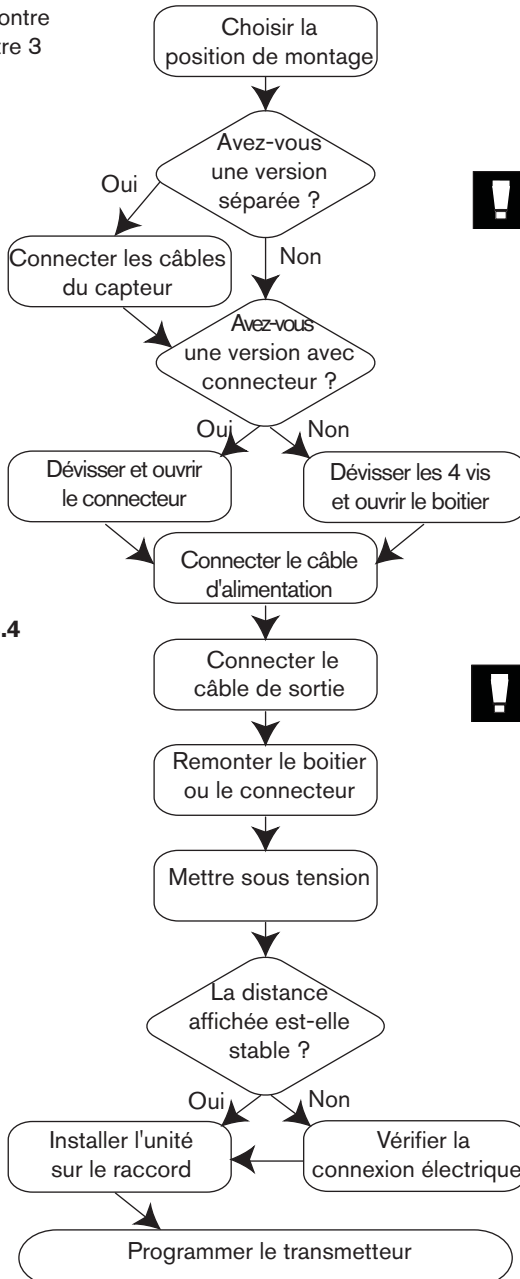 ontre
tre 3
Choisir la
position de montage
Avez-vous
une version
séparée ?
Oui
Non
Connecter les câbles
du capteur
Avez-vous
une version avec
connecteur ?
Oui
Non
Dévisser et ouvrir
le connecteur
Dévisser les 4 vis
et ouvrir le boitier
Connecter le câble
d'alimentation
.4
Connecter le
câble de sortie
Remonter le boitier
ou le connecteur
Mettre sous tension
La distance
affichée est-elle
stable ?
Oui
Non
Installer l'unité
sur le raccord
Vérifier la
connexion électrique
Programmer le transmetteur